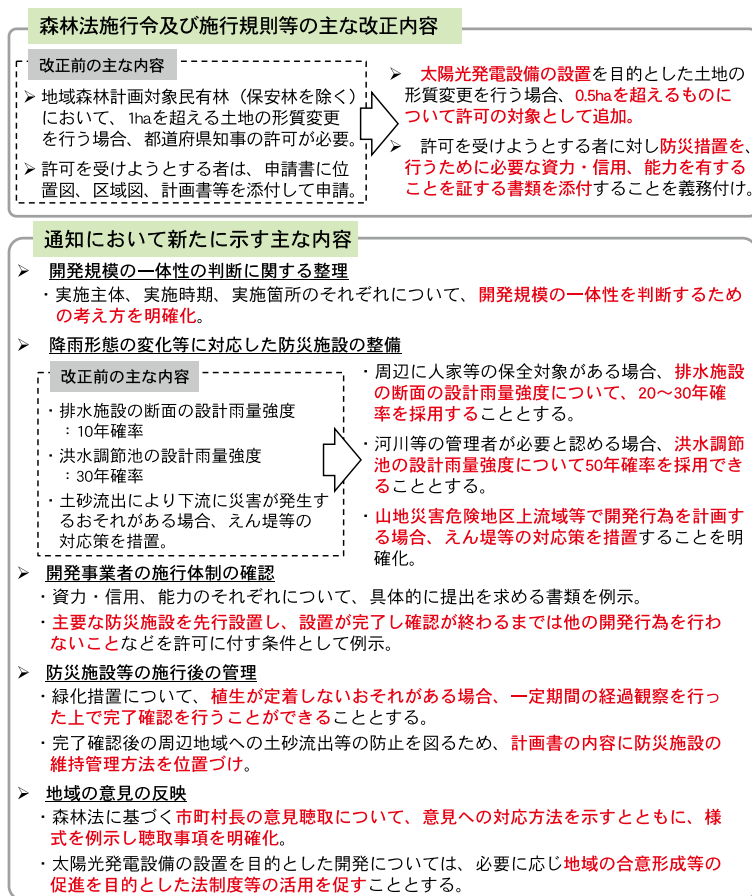 森林法施行令及び施行規則等の主な改正内容
改正前の主な内容
➢ 地域森林計画対象民有林（保安林を除く）
において、1haを超える土地の形質変更
を行う場合、都道府県知事の許可が必要。
➢ 許可を受けようとする者は、申請書に位
置図、区域図、計画書等を添付して申請。
➢ 太陽光発電設備の設置を目的とした土地の
形質変更を行う場合、0.5haを超えるものに
ついて許可の対象として追加。
➢ 許可を受けようとする者に対し防災措置を、
行うために必要な資力・信用、能力を有する
ことを証する書類を添付することを義務付け。
通知において新たに示す主な内容
➢ 開発規模の一体性の判断に関する整理
・実施主体、実施時期、実施箇所のそれぞれについて、開発規模の一体性を判断するため
の考え方を明確化。
➢ 降雨形態の変化等に対応した防災施設の整備
改正前の主な内容
・排水施設の断面の設計雨量強度
：10年確率
・洪水調節池の設計雨量強度
：30年確率
・土砂流出により下流に災害が発生す
るおそれがある場合、えん堤等の
対応策を措置。
・周辺に人家等の保全対象がある場合、排水施設
の断面の設計雨量強度について、20～30年確
率を採用することとする。
・河川等の管理者が必要と認める場合、洪水調節
池の設計雨量強度について50年確率を採用でき
ることとする。
・山地災害危険地区上流域等で開発行為を計画す
る場合、えん堤等の対応策を措置することを明
確化。
➢ 開発事業者の施行体制の確認
・資力・信用、能力のそれぞれについて、具体的に提出を求める書類を例示。
・主要な防災施設を先行設置し、設置が完了し確認が終わるまでは他の開発行為を行わ
ないことなどを許可に付す条件として例示。
➢ 防災施設等の施行後の管理
・緑化措置について、植生が定着しないおそれがある場合、一定期間の経過観察を行っ
た上で完了確認を行うことができることとする。
・完了確認後の周辺地域への土砂流出等の防止を図るため、計画書の内容に防災施設の
維持管理方法を位置づけ。
➢ 地域の意見の反映
・森林法に基づく市町村長の意見聴取について、意見への対応方法を示すとともに、様
式を例示し聴取事項を明確化。
・太陽光発電設備の設置を目的とした開発については、必要に応じ地域の合意形成等の
促進を目的とした法制度等の活用を促すこととする。